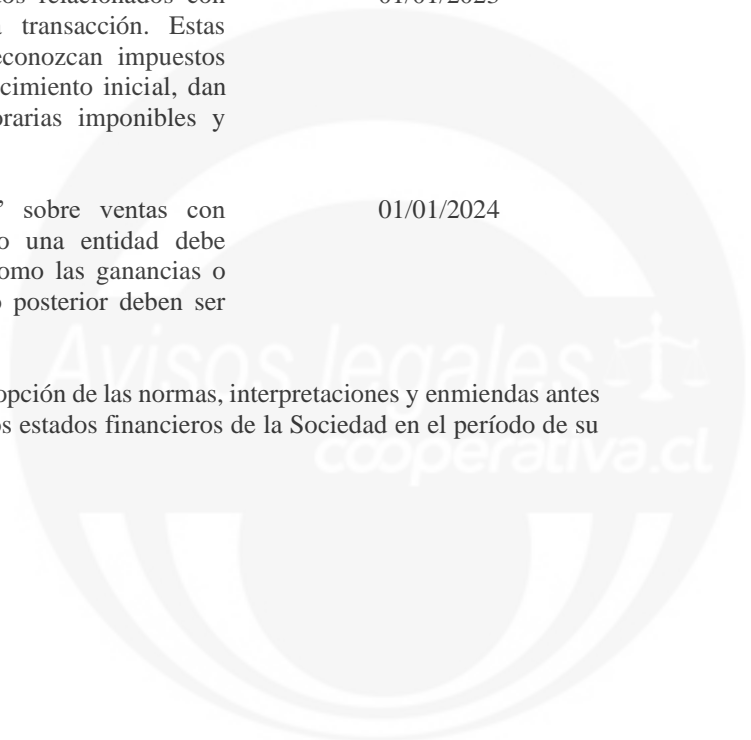 transacción. Estas
econozcan impuestos
cimiento inicial, dan
orarias imponibles y
sobre ventas con 01/01/2024
o una entidad debe
omo las ganancias o
o posterior deben ser
Avisos legales
opción de las normas, interpretaciones y enmiendas antes
os estados financieros de la Sociedad en el período de su
cooperativa.cl